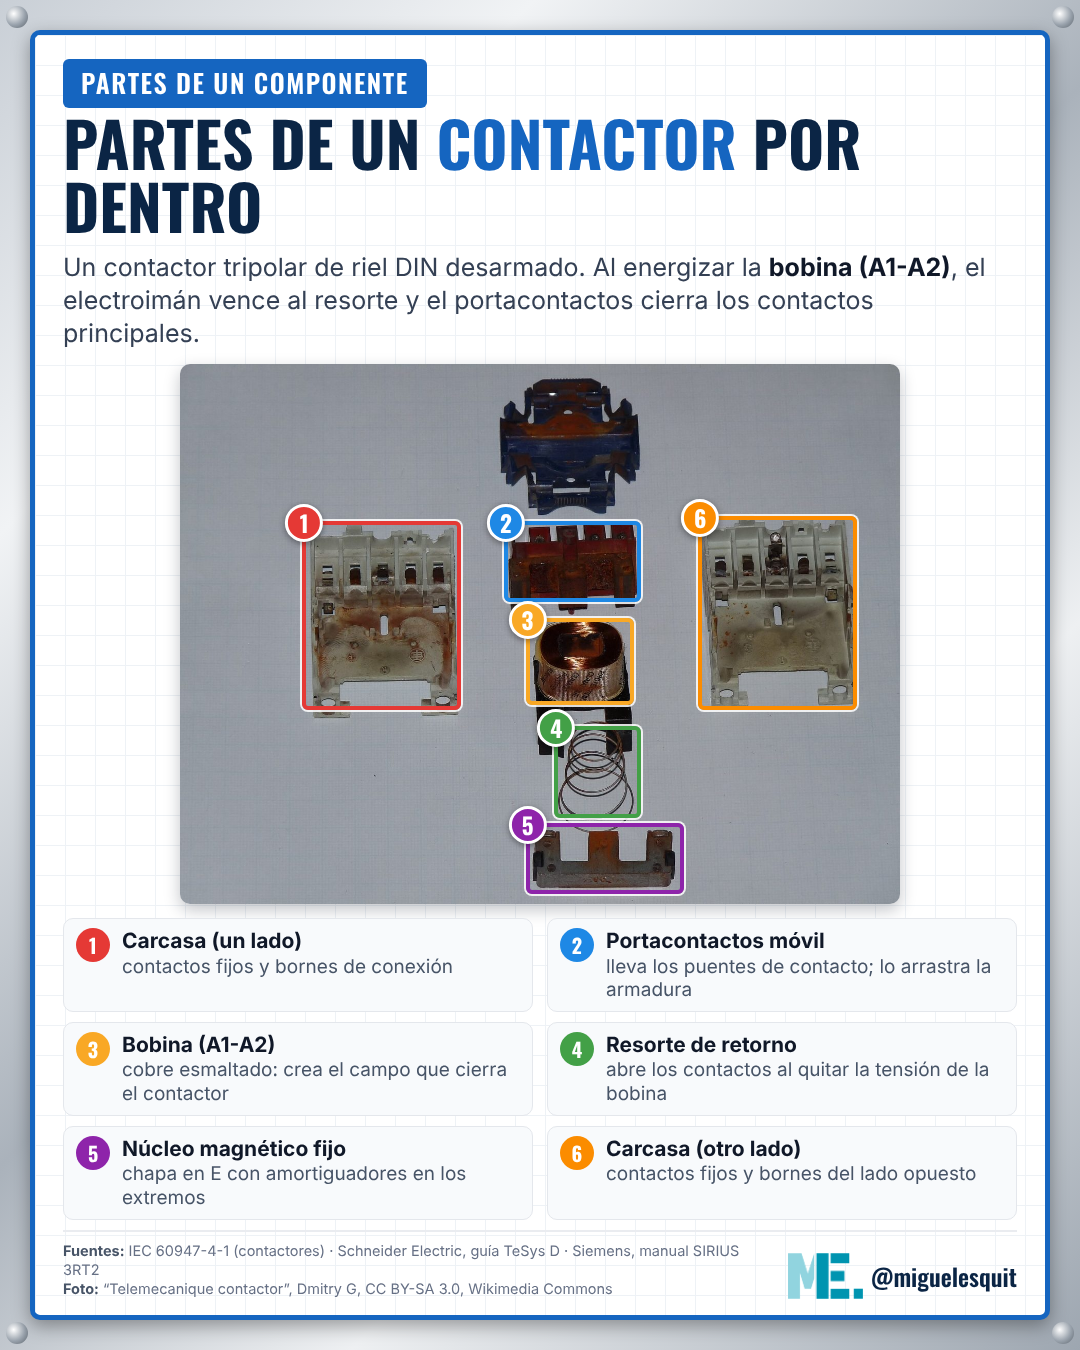 PARTES DE UN COMPONENTE
PARTES DE UN CONTACTOR POR
DENTRO
Un contactor tripolar de riel DIN desarmado. Al energizar la bobina (A1-A2), el
electroimán vence al resorte y el portacontactos cierra los contactos
principales.
1
2
6
3
4
5
1 Carcasa (un lado)
contactos fijos y bornes de conexión
2 Portacontactos móvil
lleva los puentes de contacto; lo arrastra la
armadura
3 Bobina (A1-A2)
cobre esmaltado: crea el campo que cierra
el contactor
4 Resorte de retorno
abre los contactos al quitar la tensión de la
bobina
5 Núcleo magnético fijo
chapa en E con amortiguadores en los
extremos
6 Carcasa (otro lado)
contactos fijos y bornes del lado opuesto
Fuentes: IEC 60947-4-1 (contactores) · Schneider Electric, guía TeSys D · Siemens, manual SIRIUS
3RT2
Foto: “Telemecanique contactor”, Dmitry G, CC BY-SA 3.0, Wikimedia Commons
ME. @miguelesquit